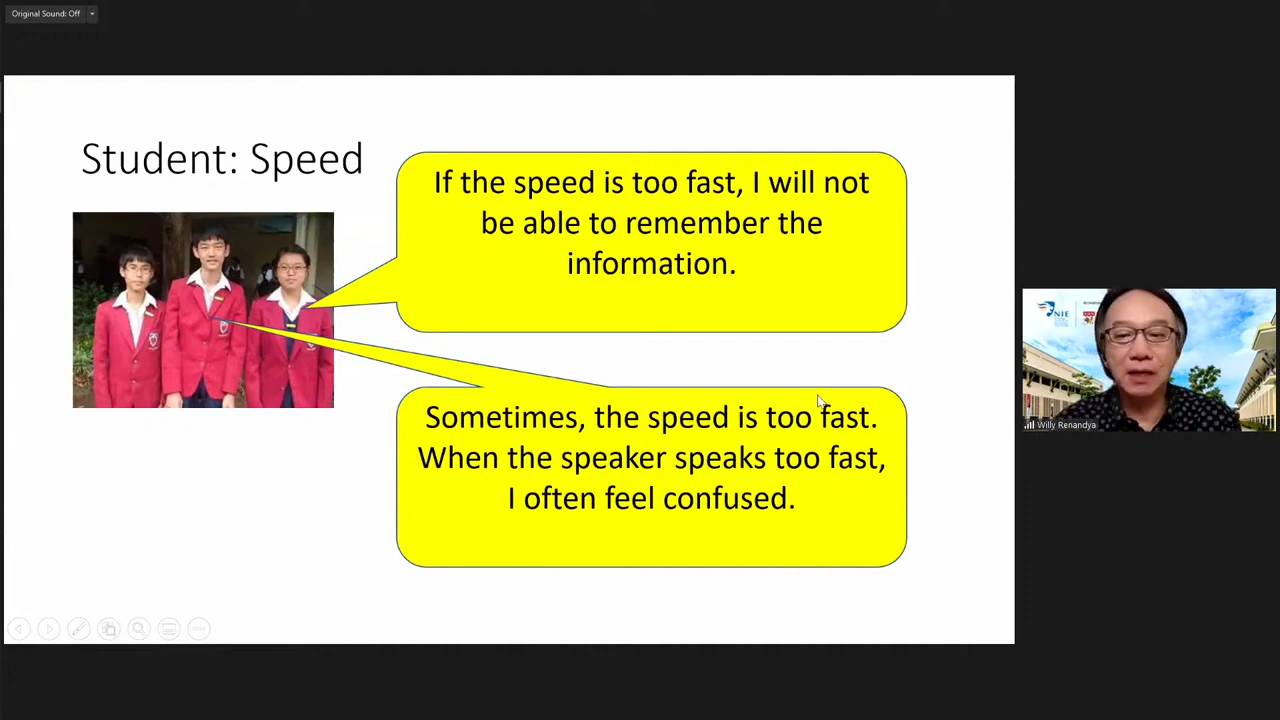 Original Sound: Off
Student: Speed
If the speed is too fast, I will not
be able to remember the
information.
Sometimes, the speed is too fast.
When the speaker speaks too fast,
I often feel confused.
NIE
Willy Renandya